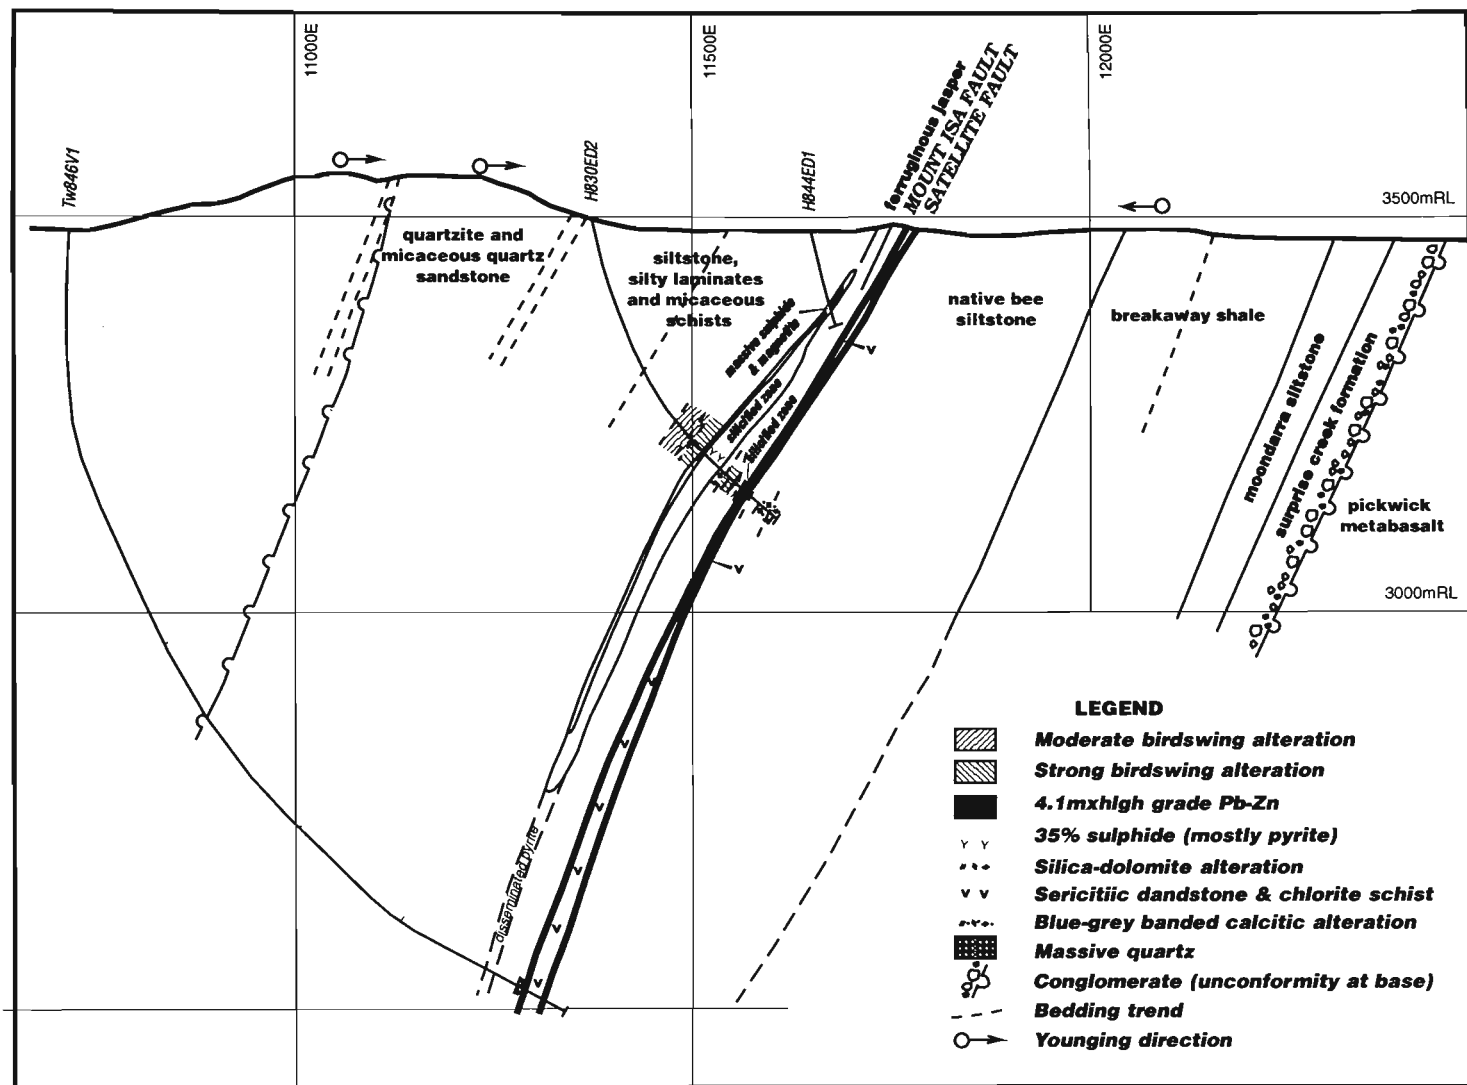 11000E
11500E
12000E
Tw846V1
H830ED2
H844ED1
ferruginous jasper
MOUNT ISA FAULT
SATELLITE FAULT
3500mRL
quartzite and
micaceous quartz
sandstone
siltstone,
silty laminates
and micaceous
schists
massive sulphide
& magnetite
silicified zone
silicified zone
native bee
siltstone
breakaway shale
moondarra siltstone
surprise creek formation
pickwick
metabasalt
3000mRL
disseminated pyrite
LEGEND
Moderate birdswing alteration
Strong birdswing alteration
4.1mxhigh grade Pb-Zn
35% sulphide (mostly pyrite)
Silica-dolomite alteration
Sericitiic dandstone & chlorite schist
Blue-grey banded calcitic alteration
Massive quartz
Conglomerate (unconformity at base)
Bedding trend
Younging direction